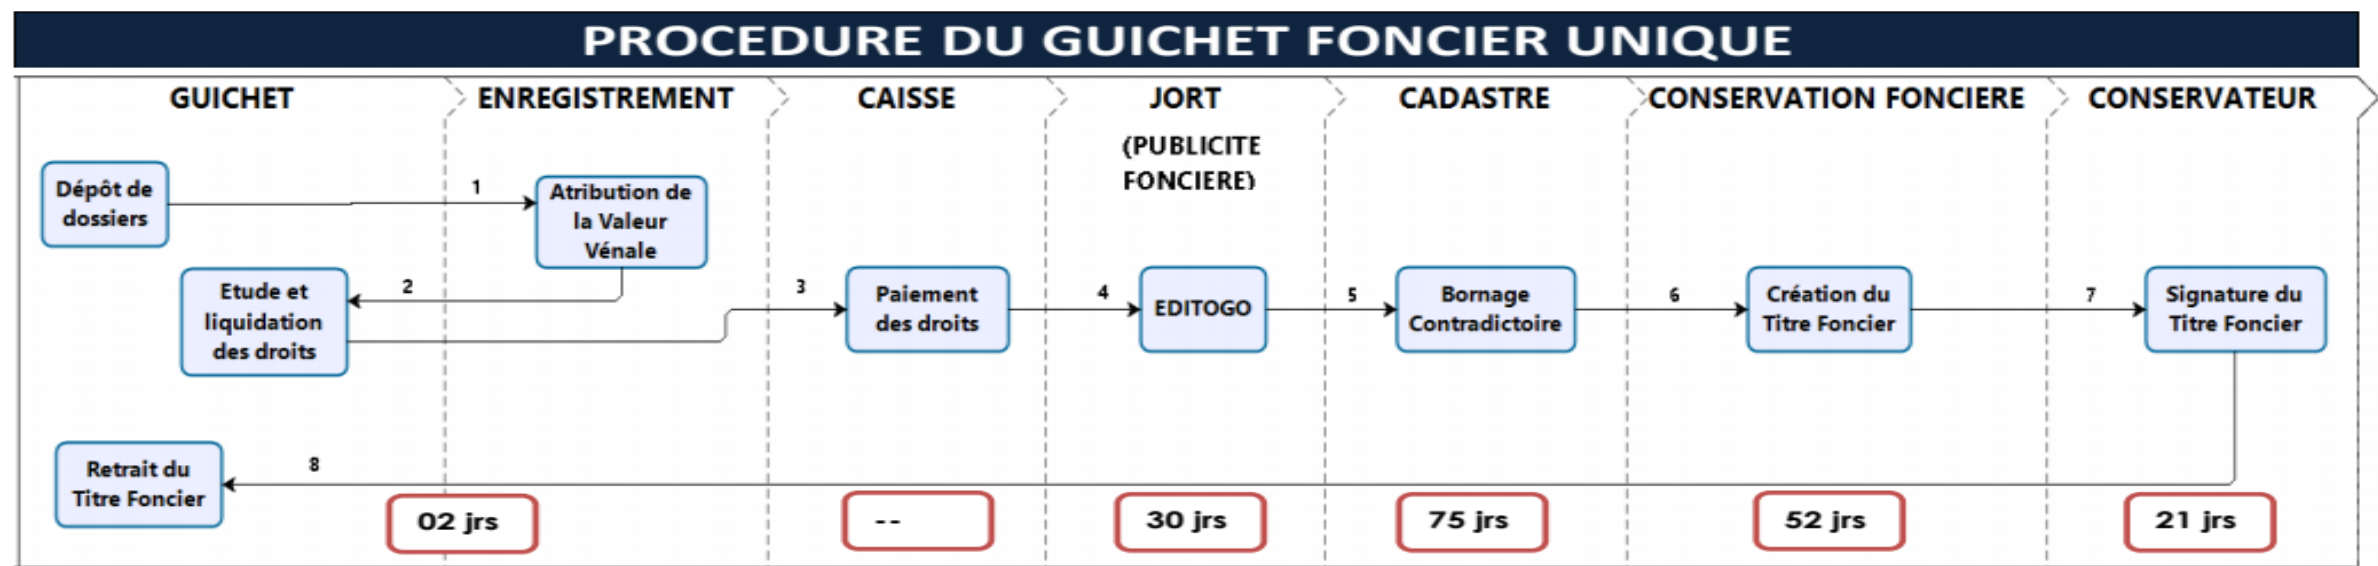 PROCEDURE DU GUICHET FONCIER UNIQUE
GUICHET
ENREGISTREMENT
CAISSE
JORT
CADASTRE
CONSERVATION FONCIERE
CONSERVATEUR
(PUBLICITE
FONCIERE)
Dépôt de
dossiers
1
Atribution de
la Valeur
Vénale
2
Etude et
liquidation
des droits
3
Paiement
des droits
4
EDITOGO
5
Bornage
Contradictoire
6
Création du
Titre Foncier
7
Signature du
Titre Foncier
8
Retrait du
Titre Foncier
02 jrs
--
30 jrs
75 jrs
52 jrs
21 jrs